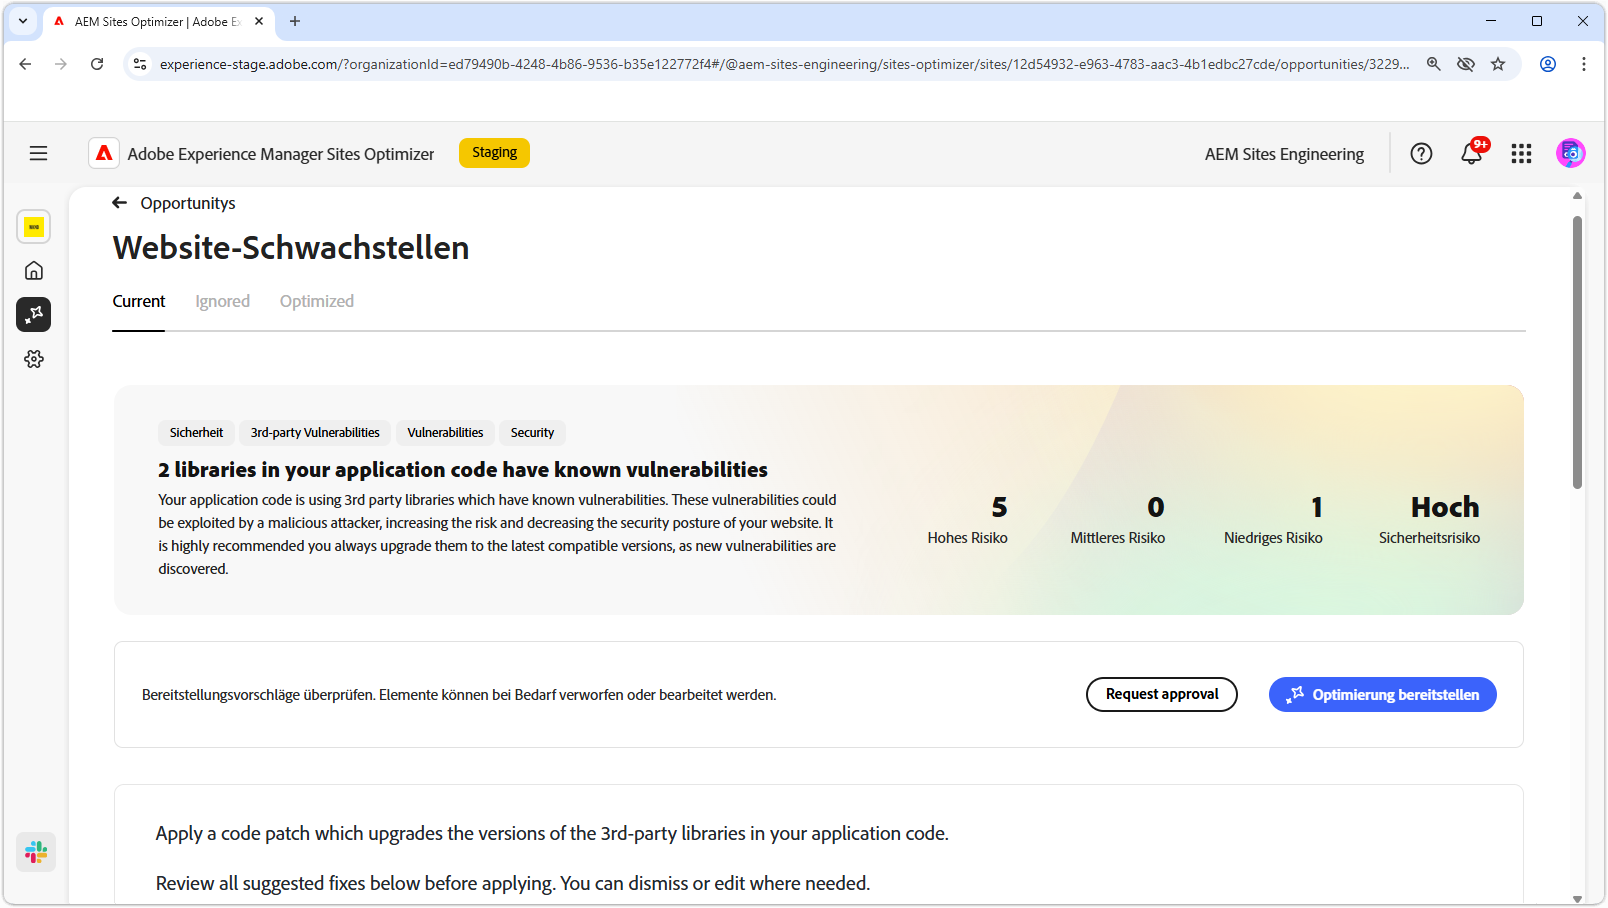 AEM Sites Optimizer | Adobe Ex
experience-stage.adobe.com/?organizationId=ed79490b-4248-4b86-9536-b35e122772f4#/@aem-sites-engineering/sites-optimizer/sites/12d54932-e963-4783-aac3-4b1edbc27cde/opportunities/3229...
Adobe Experience Manager Sites Optimizer
Staging
AEM Sites Engineering
9+
Opportunitys
Website-Schwachstellen
Current Ignored Optimized
Sicherheit 3rd-party Vulnerabilities Vulnerabilities Security
2 libraries in your application code have known vulnerabilities
Your application code is using 3rd party libraries which have known vulnerabilities. These vulnerabilities could
be exploited by a malicious attacker, increasing the risk and decreasing the security posture of your website. It
is highly recommended you always upgrade them to the latest compatible versions, as new vulnerabilities are
discovered.
5 0 1 Hoch
Hohes Risiko Mittleres Risiko Niedriges Risiko Sicherheitsrisiko
Bereitstellungsvorschläge überprüfen. Elemente können bei Bedarf verworfen oder bearbeitet werden.
Request approval
Optimierung bereitstellen
Apply a code patch which upgrades the versions of the 3rd-party libraries in your application code.
Review all suggested fixes below before applying. You can dismiss or edit where needed.